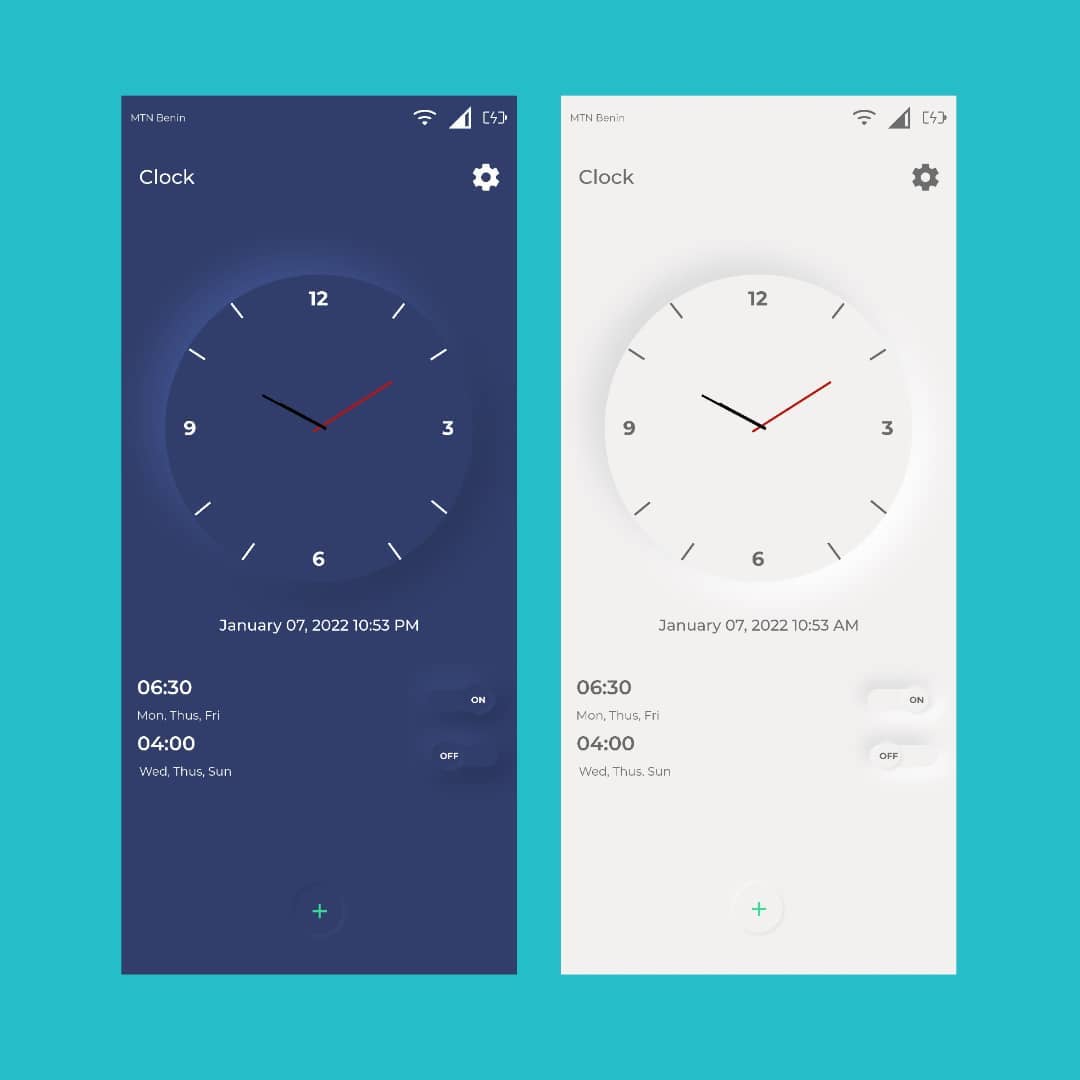 MTN Benin
Clock
12
9
3
6
January 07, 2022 10:53 PM
06:30
ON
Mon. Thus, Fri
04:00
OFF
Wed, Thus, Sun
+
MTN Benin
Clock
12
9
3
6
January 07, 2022 10:53 AM
06:30
ON
Mon, Thus, Fri
04:00
OFF
Wed, Thus. Sun
+